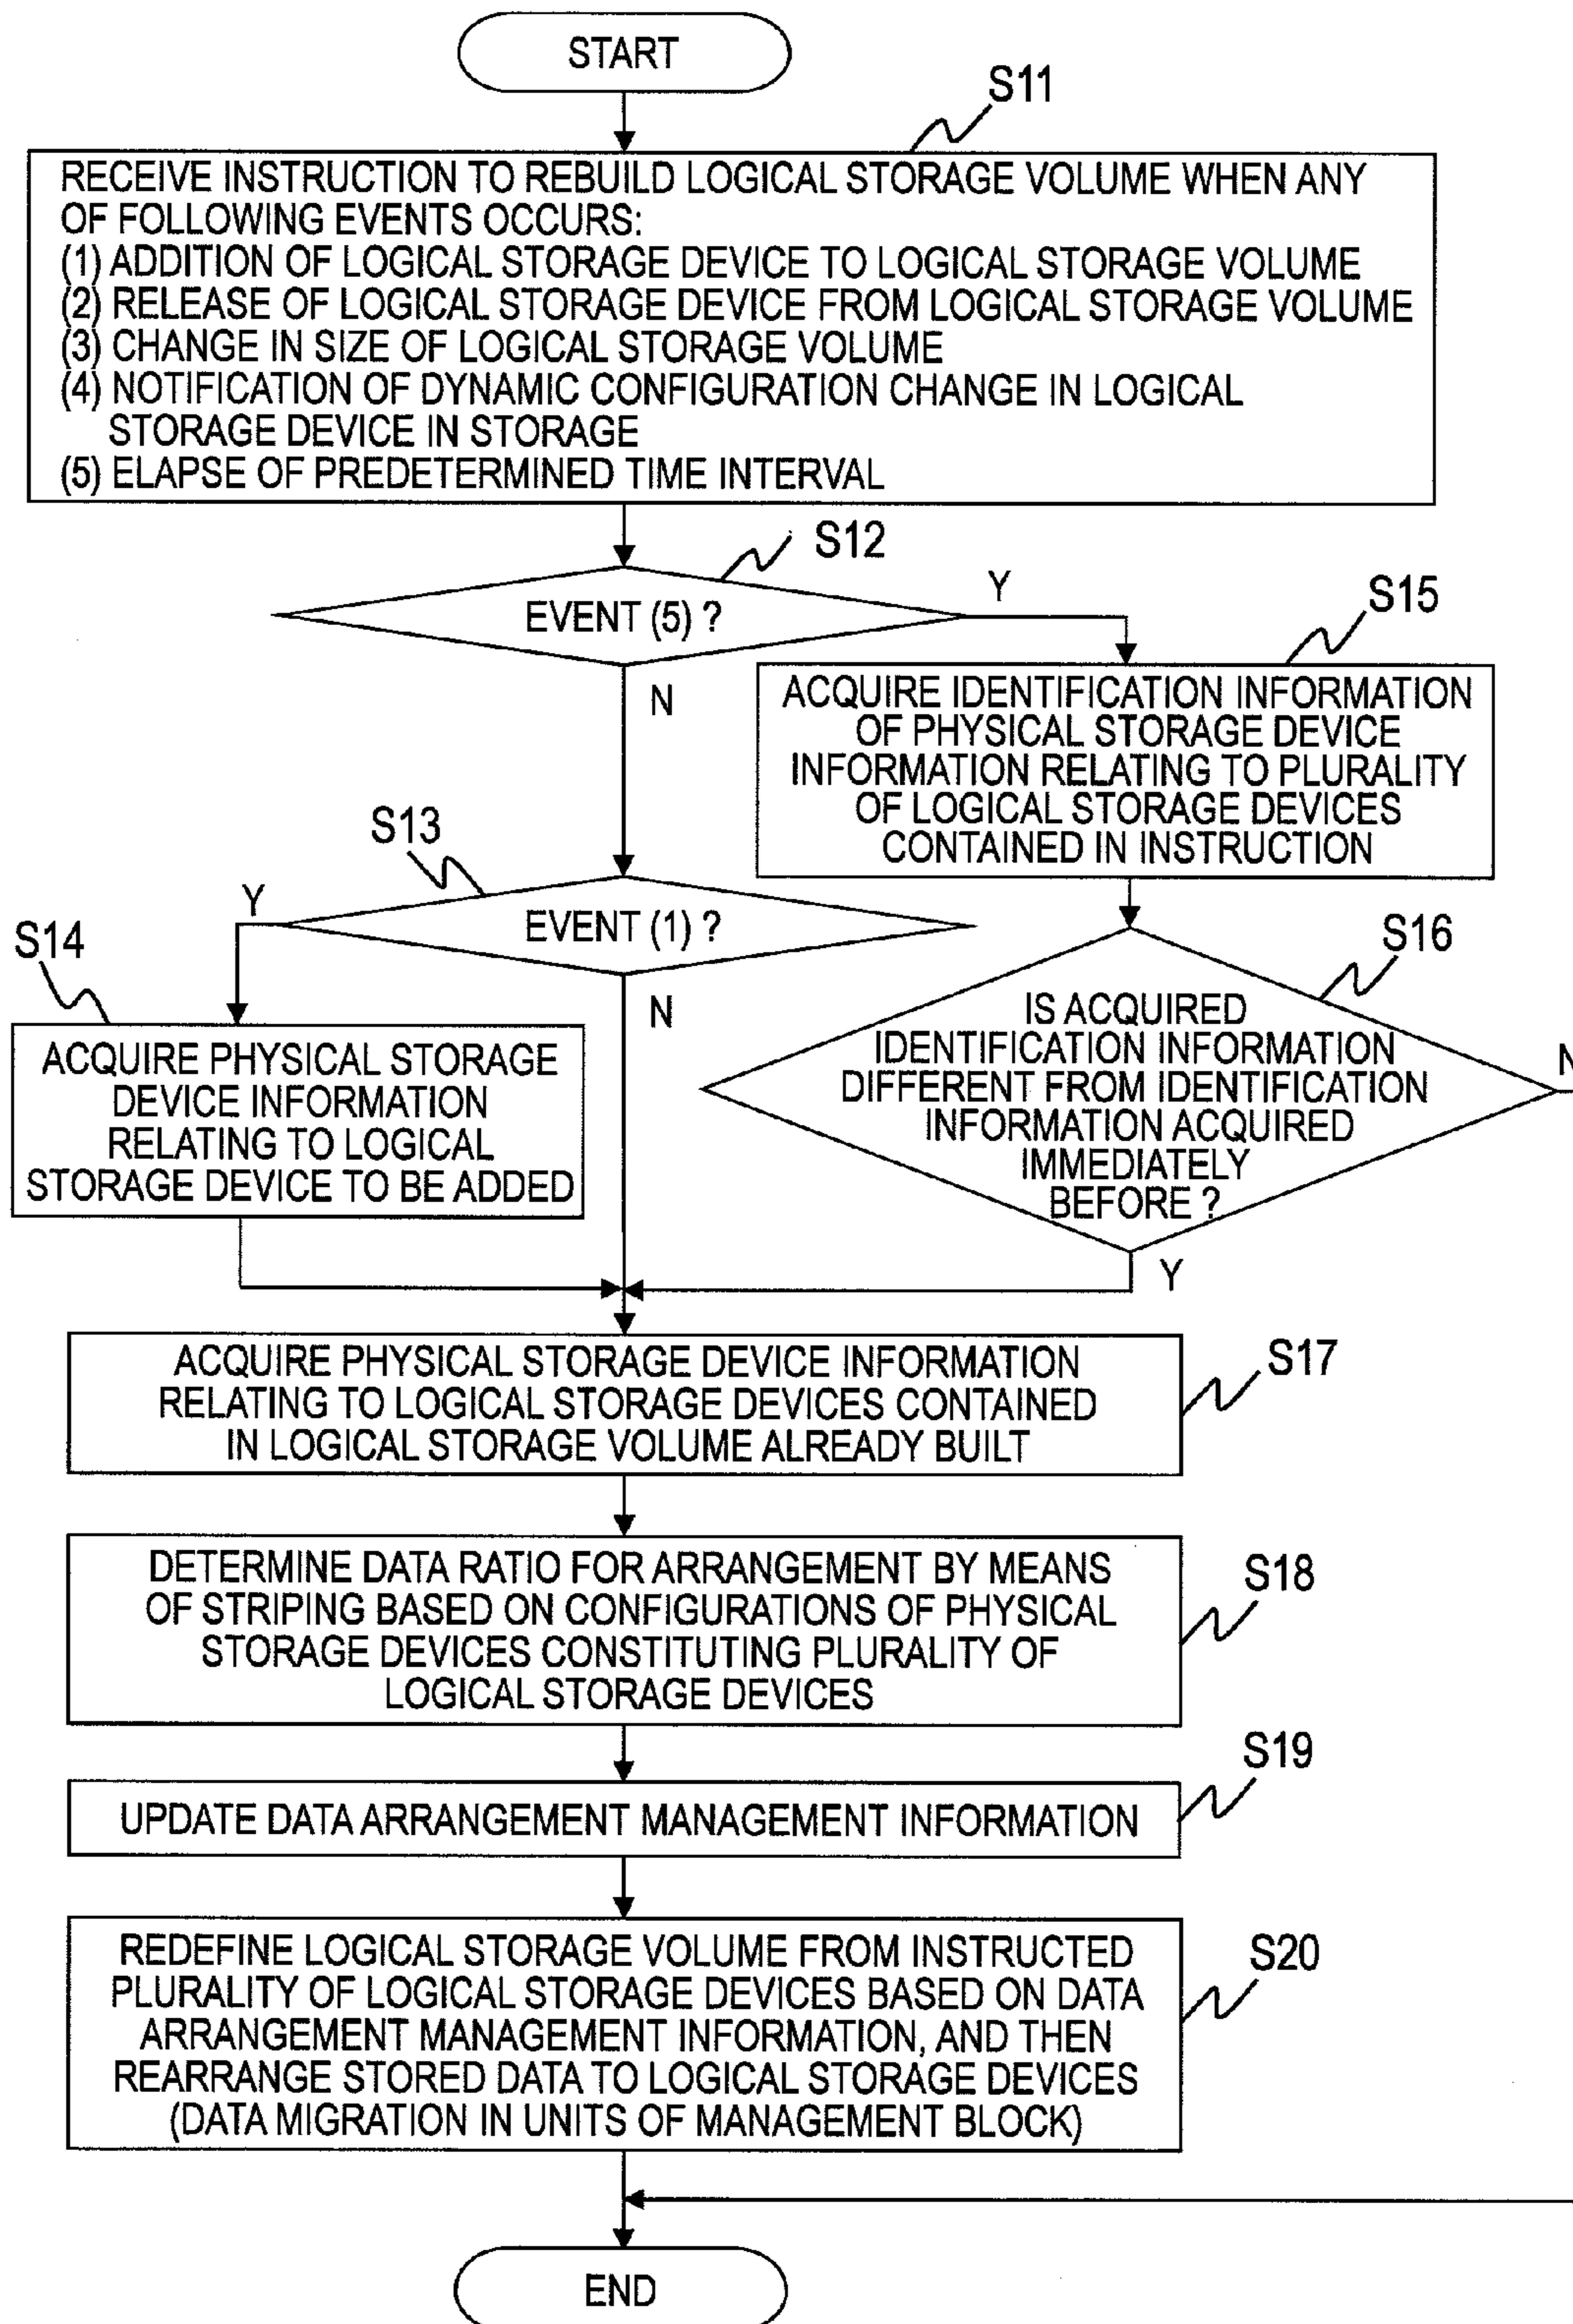 START
S11
RECEIVE INSTRUCTION TO REBUILD LOGICAL STORAGE VOLUME WHEN ANY
OF FOLLOWING EVENTS OCCURS:
(1) ADDITION OF LOGICAL STORAGE DEVICE TO LOGICAL STORAGE VOLUME
(2) RELEASE OF LOGICAL STORAGE DEVICE FROM LOGICAL STORAGE VOLUME
(3) CHANGE IN SIZE OF LOGICAL STORAGE VOLUME
(4) NOTIFICATION OF DYNAMIC CONFIGURATION CHANGE IN LOGICAL
STORAGE DEVICE IN STORAGE
(5) ELAPSE OF PREDETERMINED TIME INTERVAL
S12
EVENT (5) ?
Y
N
S15
ACQUIRE IDENTIFICATION INFORMATION
OF PHYSICAL STORAGE DEVICE
INFORMATION RELATING TO PLURALITY
OF LOGICAL STORAGE DEVICES
CONTAINED IN INSTRUCTION
S13
EVENT (1) ?
Y
N
S14
ACQUIRE PHYSICAL STORAGE
DEVICE INFORMATION
RELATING TO LOGICAL
STORAGE DEVICE TO BE ADDED
S16
IS ACQUIRED
IDENTIFICATION INFORMATION
DIFFERENT FROM IDENTIFICATION
INFORMATION ACQUIRED
IMMEDIATELY
BEFORE ?
N
Y
S17
ACQUIRE PHYSICAL STORAGE DEVICE INFORMATION
RELATING TO LOGICAL STORAGE DEVICES CONTAINED
IN LOGICAL STORAGE VOLUME ALREADY BUILT
S18
DETERMINE DATA RATIO FOR ARRANGEMENT BY MEANS
OF STRIPING BASED ON CONFIGURATIONS OF PHYSICAL
STORAGE DEVICES CONSTITUTING PLURALITY OF
LOGICAL STORAGE DEVICES
S19
UPDATE DATA ARRANGEMENT MANAGEMENT INFORMATION
S20
REDEFINE LOGICAL STORAGE VOLUME FROM INSTRUCTED
PLURALITY OF LOGICAL STORAGE DEVICES BASED ON DATA
ARRANGEMENT MANAGEMENT INFORMATION, AND THEN
REARRANGE STORED DATA TO LOGICAL STORAGE DEVICES
(DATA MIGRATION IN UNITS OF MANAGEMENT BLOCK)
END